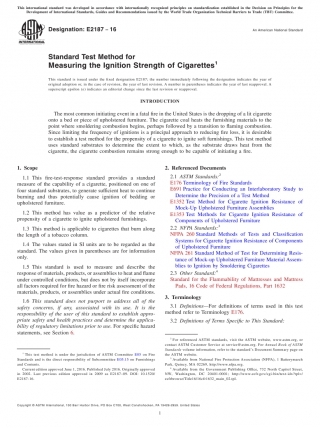 This international standard was developed in accordance with internationally recognized principles on standardization established in the Decision on Principles for the
Development of International Standards, Guides and Recommendations issued by the World Trade Organization Technical Barriers to Trade (TBT) Committee.
Designation: E2187 − 16
An American National Standard
Standard Test Method for
Measuring the Ignition Strength of Cigarettes1
This standard is issued under the fixed designation E2187; the number immediately following the designation indicates the year of
original adoption or, in the case of revision, the year of last revision. A number in parentheses indicates the year of last reapproval. A
superscript epsilon (ε) indicates an editorial change since the last revision or reapproval.
INTRODUCTION
The most common initiating event in a fatal fire in the United States is the dropping of a lit cigarette
onto a bed or piece of upholstered furniture. The cigarette coal heats the furnishing materials to the
point where smoldering combustion begins, perhaps followed by a transition to flaming combustion.
Since limiting the frequency of ignitions is a principal approach to reducing fire loss, it is desirable
to establish a test method for the propensity of a cigarette to ignite soft furnishings. This test method
uses standard substrates to determine the extent to which, as the substrate draws heat from the
cigarette, the cigarette combustion remains strong enough to be capable of initiating a fire.
1. Scope
1.1 This fire-test-response standard provides a standard
measure of the capability of a cigarette, positioned on one of
four standard substrates, to generate sufficient heat to continue
burning and thus potentially cause ignition of bedding or
upholstered furniture.
1.2 This method has value as a predictor of the relative
propensity of a cigarette to ignite upholstered furnishings.
1.3 This method is applicable to cigarettes that burn along
the length of a tobacco column.
1.4 The values stated in SI units are to be regarded as the
standard. The values given in parentheses are for information
only.
1.5 This standard is used to measure and describe the
response of materials, products, or assemblies to heat and flame
under controlled conditions, but does not by itself incorporate
all factors required for fire hazard or fire risk assessment of the
materials, products, or assemblies under actual fire conditions.
1.6 This standard does not purport to address all of the
safety concerns, if any, associated with its use. It is the
responsibility of the user of this standard to establish appro-
priate safety and health practices and determine the applica-
bility of regulatory limitations prior to use. For specific hazard
statements, see Section 6.
1 This test method is under the jurisdiction of ASTM Committee E05 on Fire
Standards and is the direct responsibility of Subcommittee E05.15 on Furnishings
and Contents.
Current edition approved June 1, 2016. Published July 2016. Originally approved
in 2002. Last previous edition approved in 2009 as E2187-09. DOI: 10.1520/
E2187-16.
2. Referenced Documents
2.1 ASTM Standards:2
E176 Terminology of Fire Standards
E691 Practice for Conducting an Interlaboratory Study to
Determine the Precision of a Test Method
E1352 Test Method for Cigarette Ignition Resistance of
Mock-Up Upholstered Furniture Assemblies
E1353 Test Methods for Cigarette Ignition Resistance of
Components of Upholstered Furniture
2.2 NFPA Standards:3
NFPA 260 Standard Methods of Tests and Classification
Systems for Cigarette Ignition Resistance of Components
of Upholstered Furniture
NFPA 261 Standard Method of Test for Determining Resis-
tance of Mock-up Upholstered Furniture Material Assem-
blies to Ignition by Smoldering Cigarettes
2.3 Other Standard:4
Standard for the Flammability of Mattresses and Mattress
Pads, 16 Code of Federal Regulations, Part 1632
3. Terminology
3.1 Definitions—For definitions of terms used in this test
method refer to Terminology E176.
3.2 Definitions of Terms Specific to This Standard:
2 For referenced ASTM standards, visit the ASTM website, www.astm.org, or
contact ASTM Customer Service at service@astm.org. For Annual Book of ASTM
Standards volume information, refer to the standard's Document Summary page on
the ASTM website.
3 Available from National Fire Protection Association (NFPA), 1 Batterymarch
Park, Quincy, MA 02169, http://www.nfpa.org.
4 Available from the Government Publishing Office, 732 North Capitol Street,
Copyright © ASTM International, 100 Barr Harbor Drive, PO Box C700, West Conshohocken, PA 19428-2959. United States
1